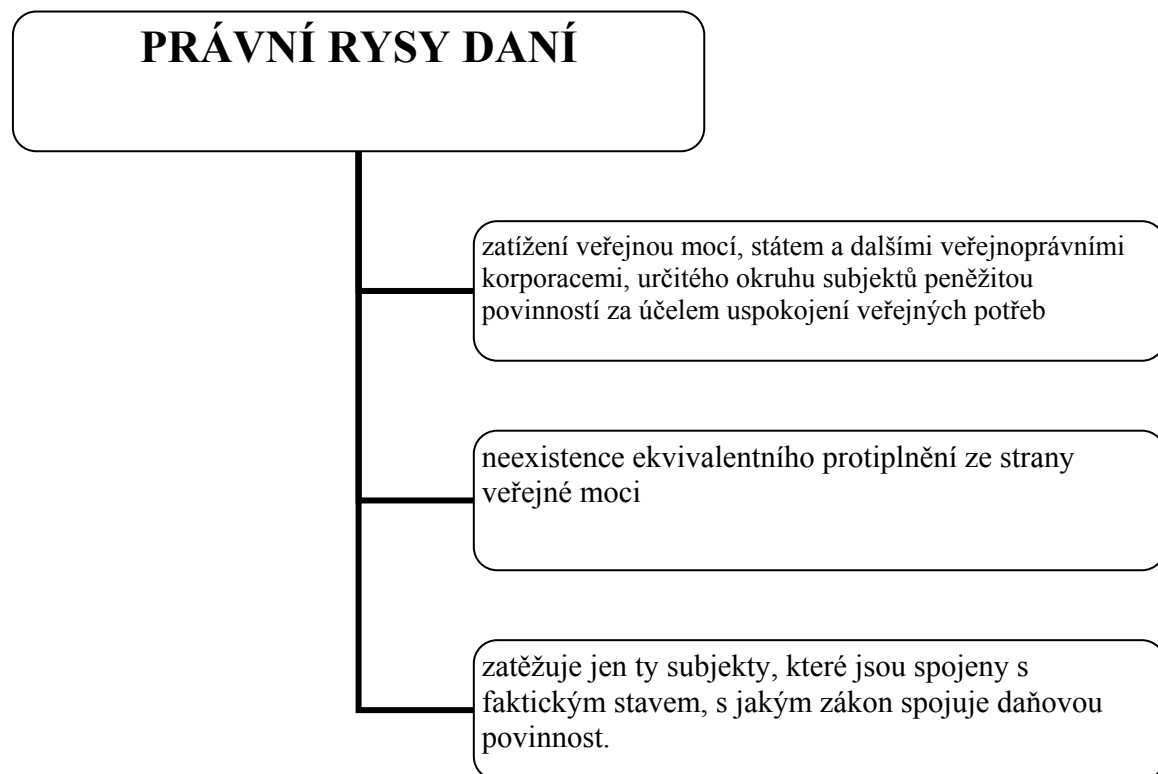 PRÁVNÍ RYSY DANÍ
zatížení veřejnou mocí, státem a dalšími veřejnoprávními
korporacemi, určitého okruhu subjektů peněžitou
povinností za účelem uspokojení veřejných potřeb
neexistence ekvivalentního protiplnění ze strany
veřejné moci
zatěžuje jen ty subjekty, které jsou spojeny s
faktickým stavem, s jakým zákon spojuje daňovou
povinnost.